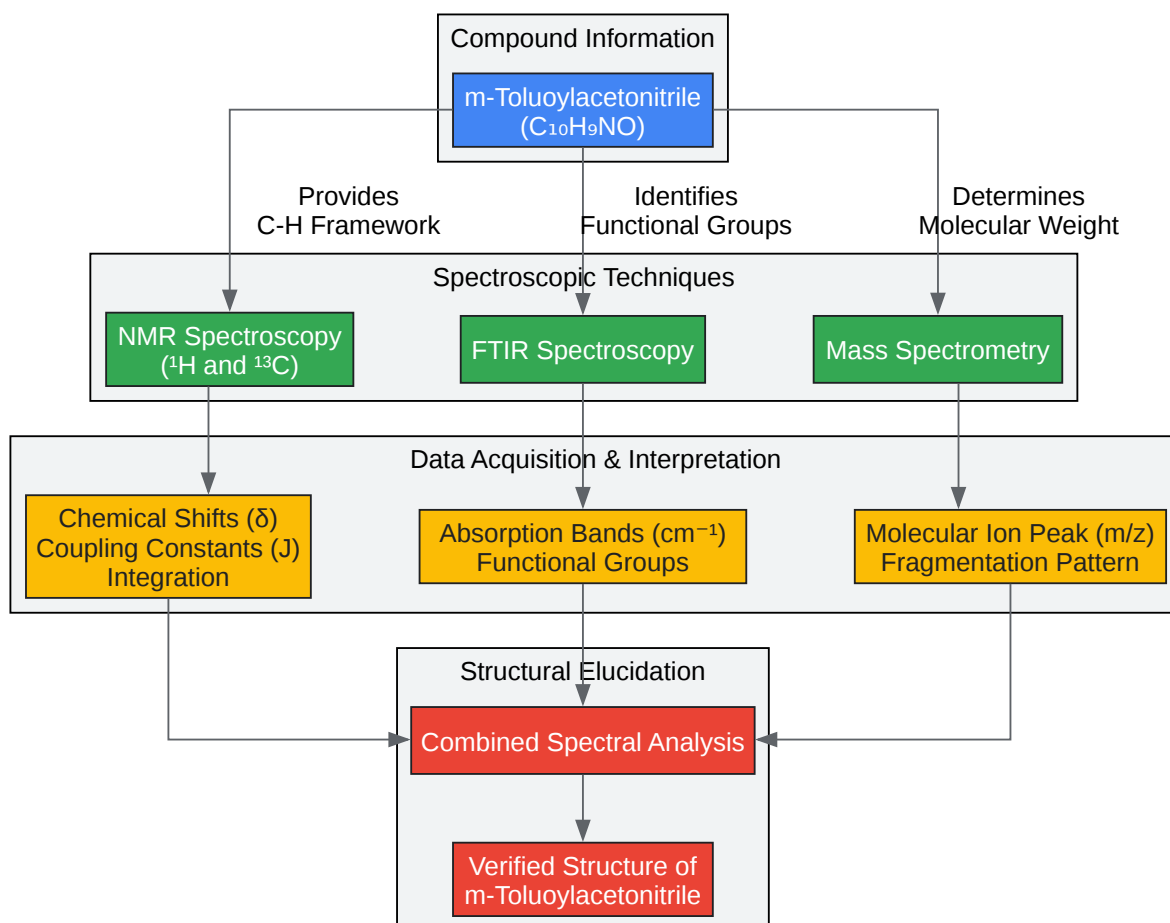 Compound Information
m-Toluoylacetonitrile
(C₁₀H₉NO)
Provides
C-H Framework
Identifies
Functional Groups
Determines
Molecular Weight
Spectroscopic Techniques
NMR Spectroscopy
(¹H and ¹³C)
FTIR Spectroscopy
Mass Spectrometry
Data Acquisition & Interpretation
Chemical Shifts (δ)
Coupling Constants (J)
Integration
Absorption Bands (cm⁻¹)
Functional Groups
Molecular Ion Peak (m/z)
Fragmentation Pattern
Structural Elucidation
Combined Spectral Analysis
Verified Structure of
m-Toluoylacetonitrile